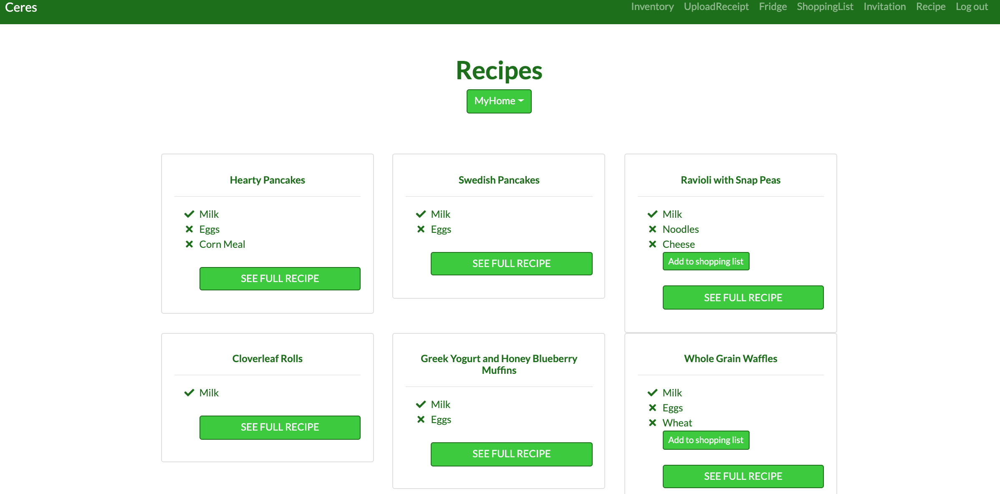 Ceres
Inventory UploadReceipt Fridge ShoppingList Invitation Recipe Log out
Recipes
MyHome
Hearty Pancakes
Milk
Eggs
Corn Meal
SEE FULL RECIPE
Swedish Pancakes
Milk
Eggs
SEE FULL RECIPE
Ravioli with Snap Peas
Milk
Noodles
Cheese
Add to shopping list
SEE FULL RECIPE
Cloverleaf Rolls
Milk
SEE FULL RECIPE
Greek Yogurt and Honey Blueberry
Muffins
Milk
Eggs
SEE FULL RECIPE
Whole Grain Waffles
Milk
Eggs
Wheat
Add to shopping list
SEE FULL RECIPE